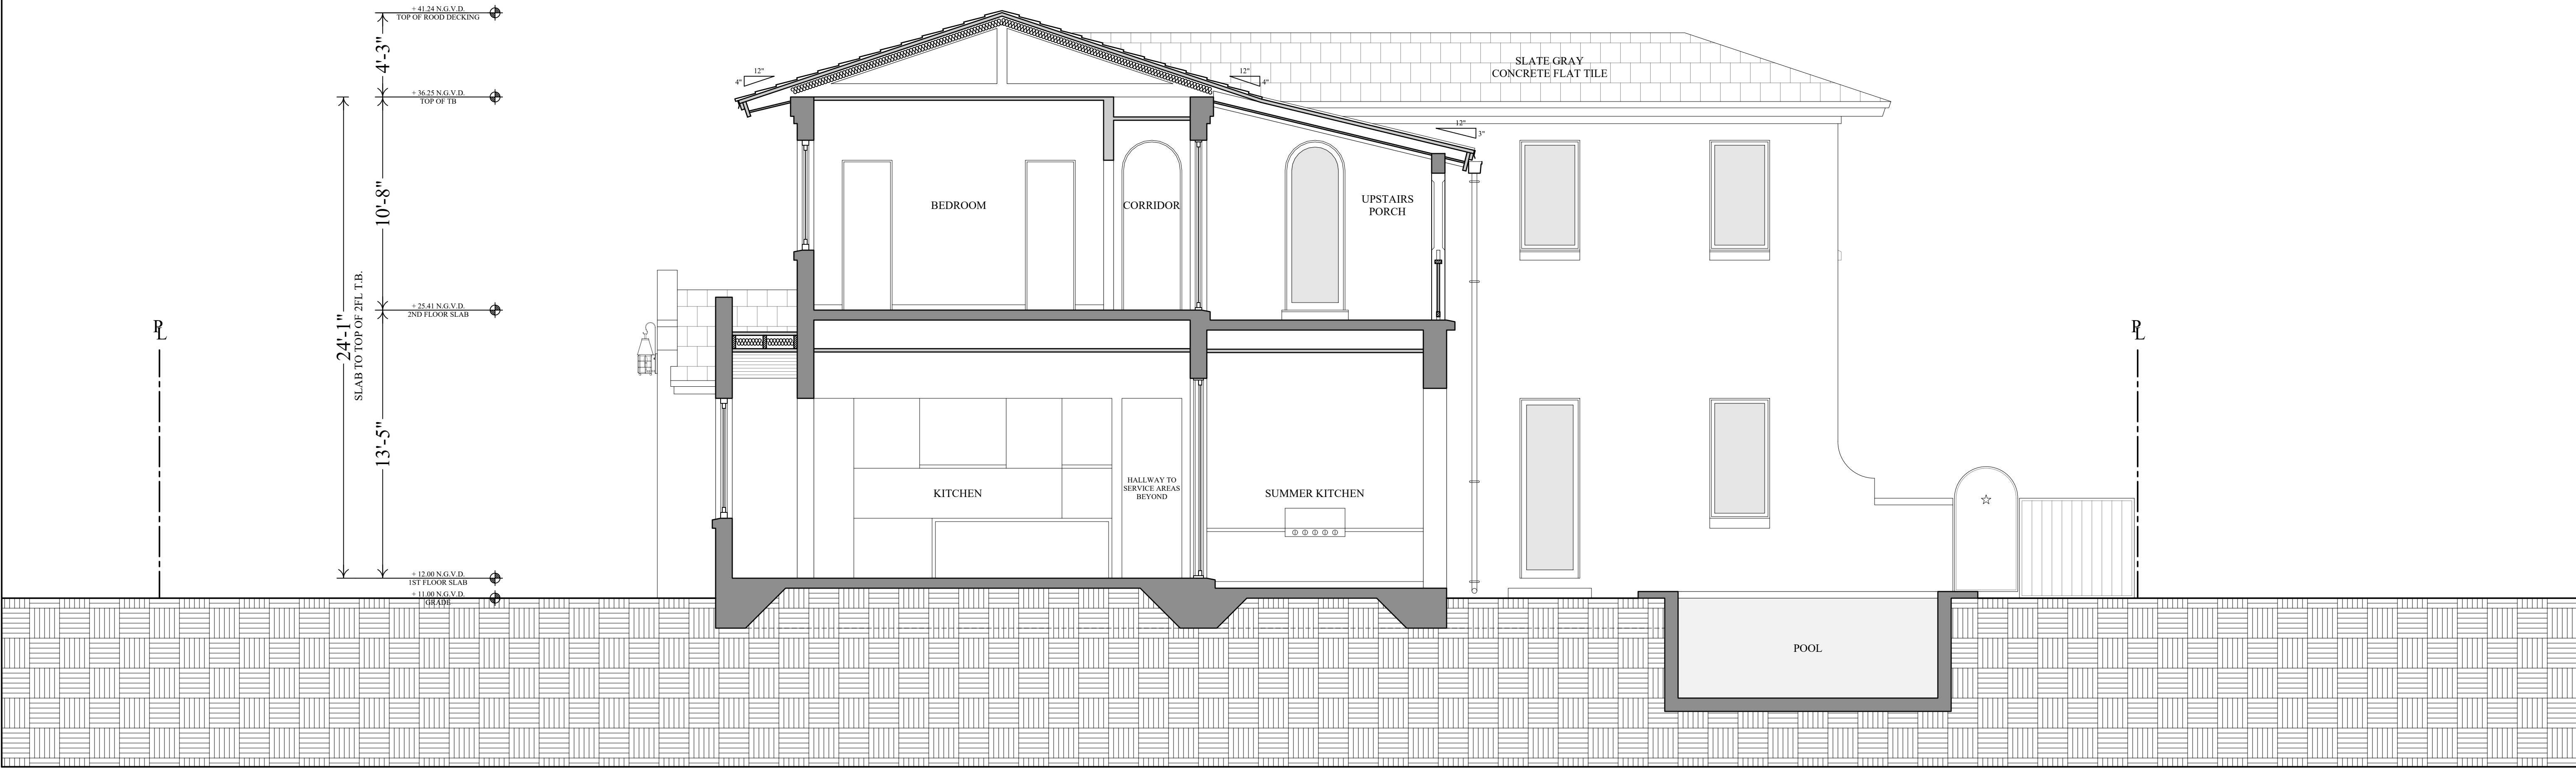 + 41.24 N.G.V.D.
TOP OF ROOD DECKING
4'-3"
12"
4"
12"
4"
SLATE GRAY
CONCRETE FLAT TILE
+ 36.25 N.G.V.D.
TOP OF TB
12"
3"
10'-8"
BEDROOM
CORRIDOR
UPSTAIRS
PORCH
24'-1"
SLAB TO TOP OF 2FL T.B.
+ 25.41 N.G.V.D.
2ND FLOOR SLAB
PL
PL
13'-5"
KITCHEN
HALLWAY TO
SERVICE AREAS
BEYOND
SUMMER KITCHEN
+ 12.00 N.G.V.D.
1ST FLOOR SLAB
+ 11.00 N.G.V.D.
GRADE
POOL